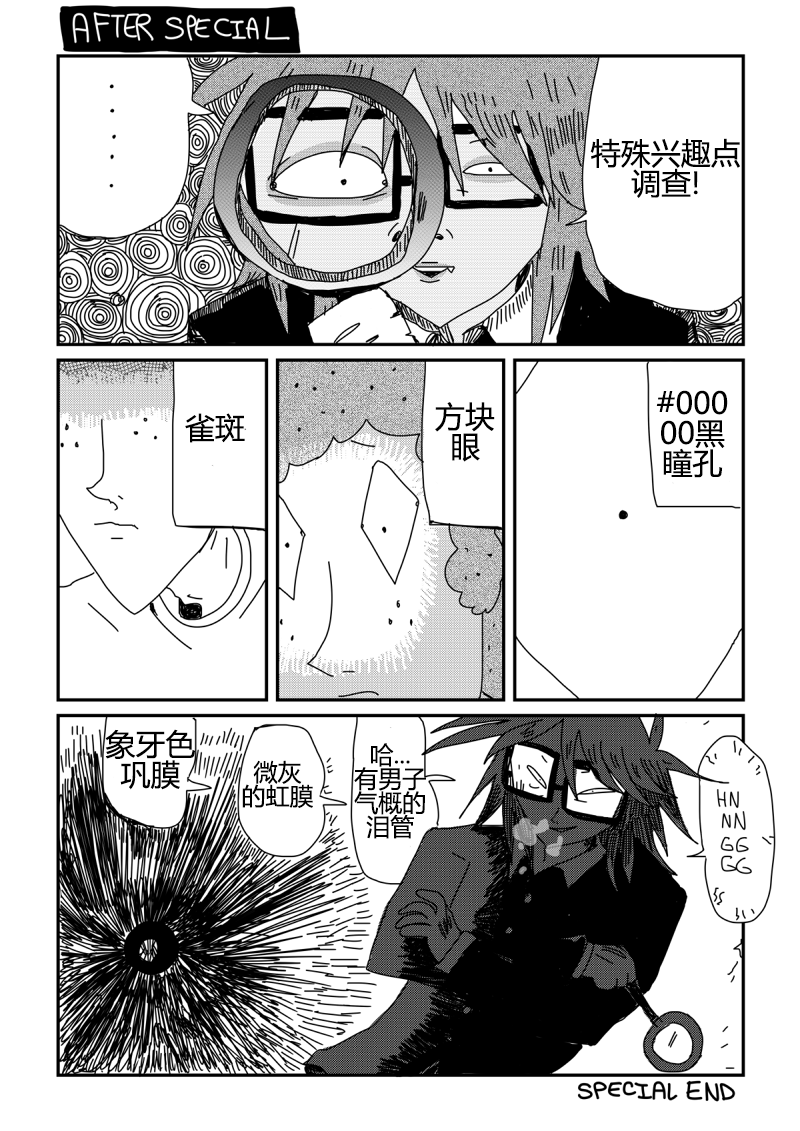 AFTER SPECIAL
特殊兴趣点
调查!
· · · · ·
#000
00黑
瞳孔
方块
眼
雀斑
HN
NN
GG
GG
哈...
有男子
气概的
泪管
微灰
的虹膜
象牙色
巩膜
SPECIAL END